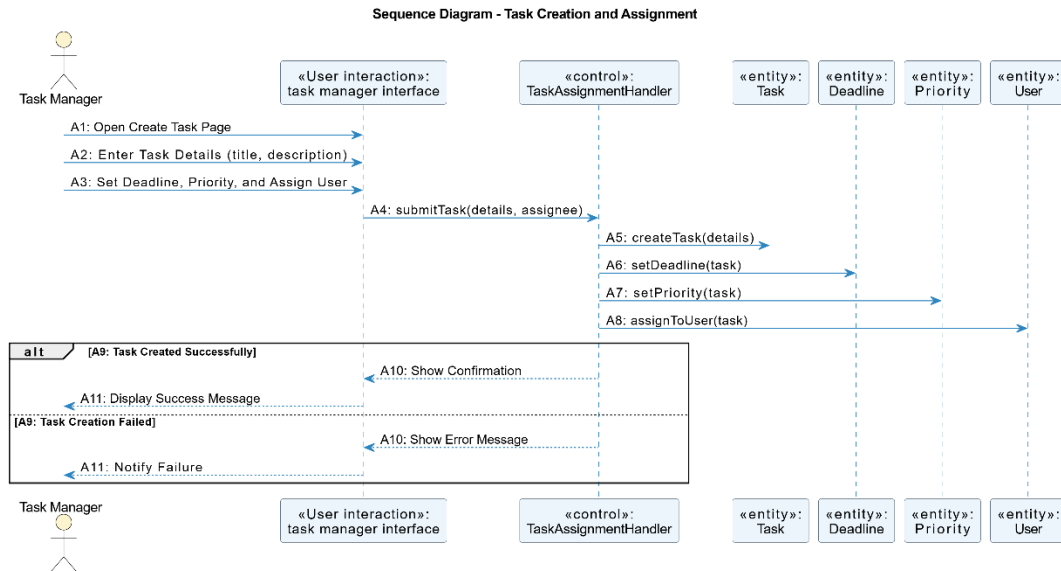 Sequence Diagram - Task Creation and Assignment
Task Manager
«User interaction»:
task manager interface
«control»:
TaskAssignmentHandler
«entity»:
Task
«entity»:
Deadline
«entity»:
Priority
«entity»:
User
A1: Open Create Task Page
A2: Enter Task Details (title, description)
A3: Set Deadline, Priority, and Assign User
A4: submitTask(details, assignee)
A5: createTask(details)
A6: setDeadline(task)
A7: setPriority(task)
A8: assignToUser(task)
alt [A9: Task Created Successfully]
A10: Show Confirmation
A11: Display Success Message
[A9: Task Creation Failed]
A10: Show Error Message
A11: Notify Failure
Task Manager
«User interaction»:
task manager interface
«control»:
TaskAssignmentHandler
«entity»:
Task
«entity»:
Deadline
«entity»:
Priority
«entity»:
User